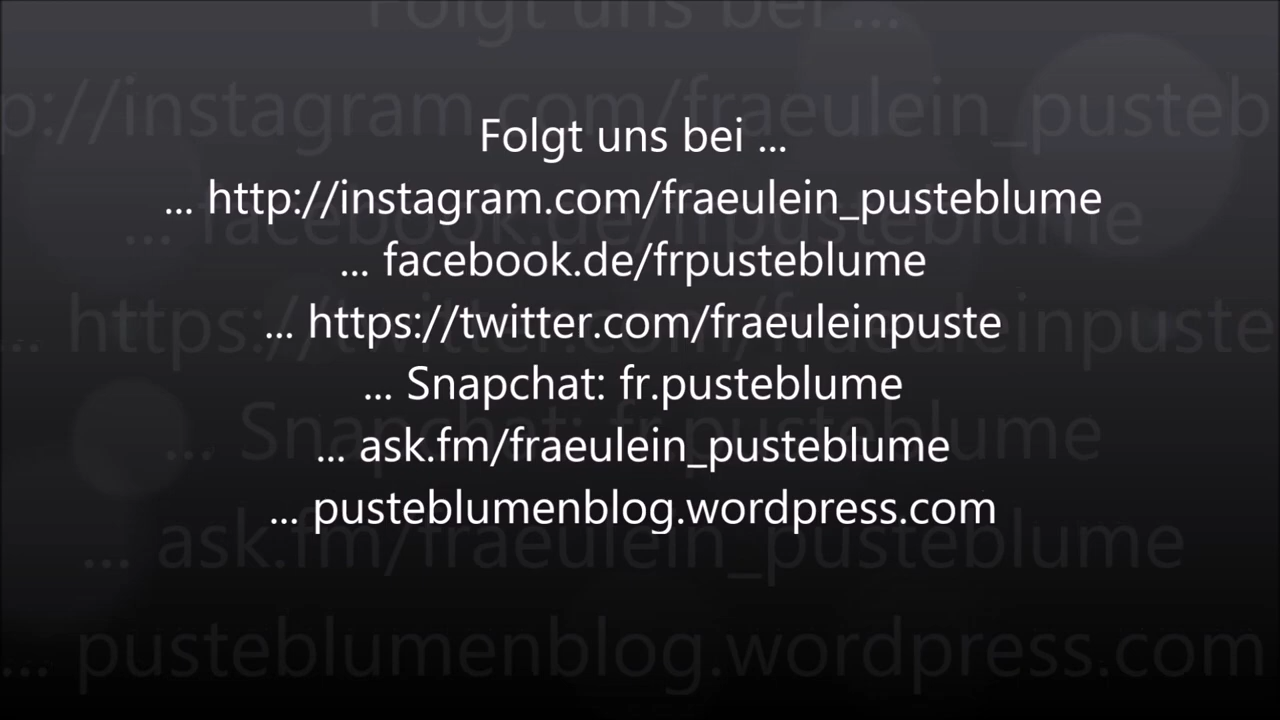 Folgt uns bei ...
... http://instagram.com/fraeulein_pusteblume
... facebook.de/frpusteblume
... https://twitter.com/fraeuleinpuste
... Snapchat: fr.pusteblume
... ask.fm/fraeulein_pusteblume
... pusteblumenblog.wordpress.com